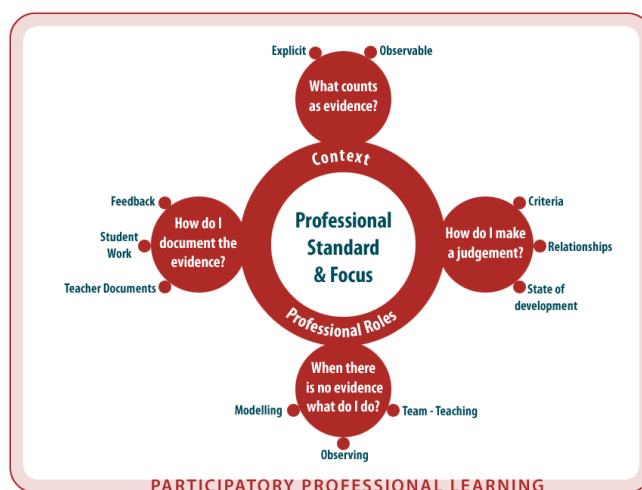 Explicit
Observable
What counts
as evidence?
Context
Feedback
Student
Work
Teacher Documents
How do I
document the
evidence?
Professional
Standard
& Focus
How do I make
a judgement?
Criteria
Relationships
State of
development
Professional Roles
When there
is no evidence
what do I do?
Modelling
Team - Teaching
Observing
PARTICIPATORY PROFESSIONAL LEARNING